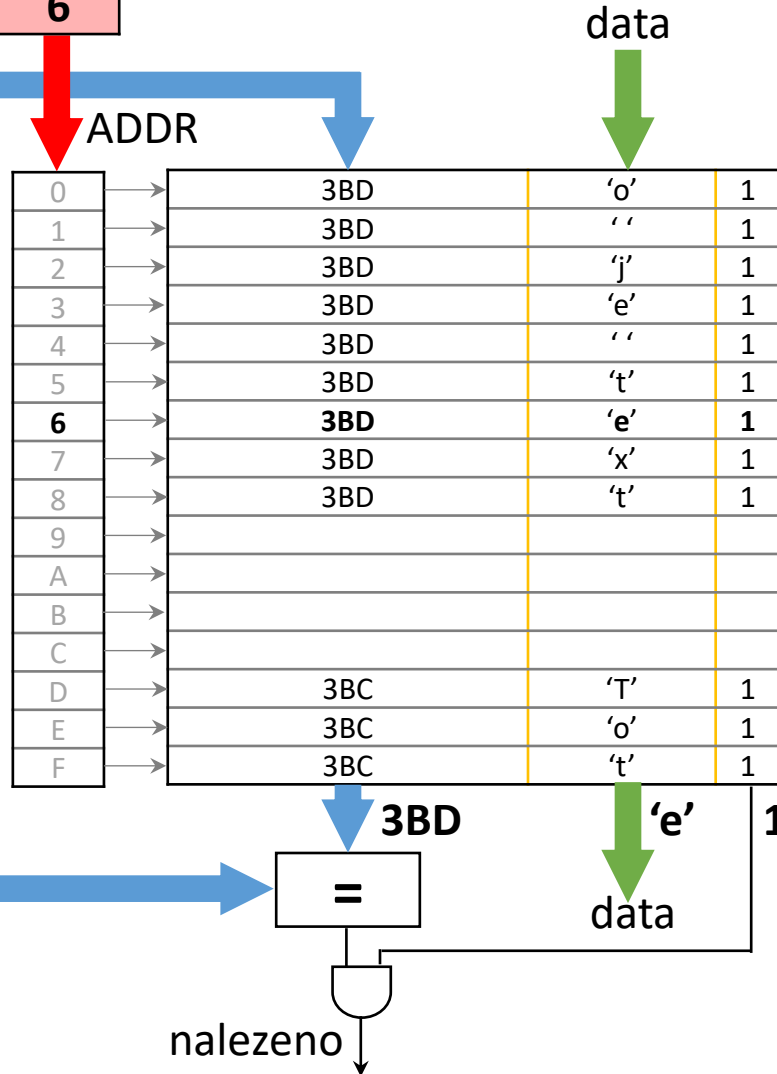 6
data
ADDR
0 3BD ‘o’ 1
1 3BD ‘ ‘ 1
2 3BD ‘j’ 1
3 3BD ‘e’ 1
4 3BD ‘ ‘ 1
5 3BD ‘t’ 1
6 3BD ‘e’ 1
7 3BD ‘x’ 1
8 3BD ‘t’ 1
9
A
B
C
D 3BC ‘T’ 1
E 3BC ‘o’ 1
F 3BC ‘t’ 1
3BD ‘e’ 1
=
data
nalezeno